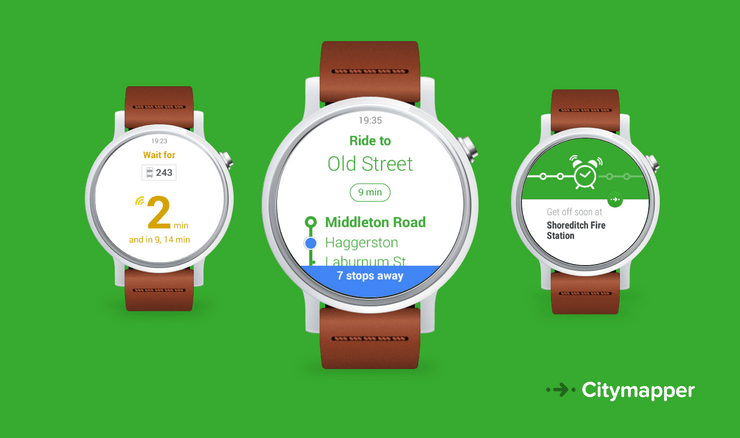 19:23
Wait for
243
2 min
and in 9, 14 min
19:35
Ride to
Old Street
9 min
Middleton Road
Haggerston
Laburnum St
7 stops away
Get off soon at
Shoreditch Fire
Station
Citymapper